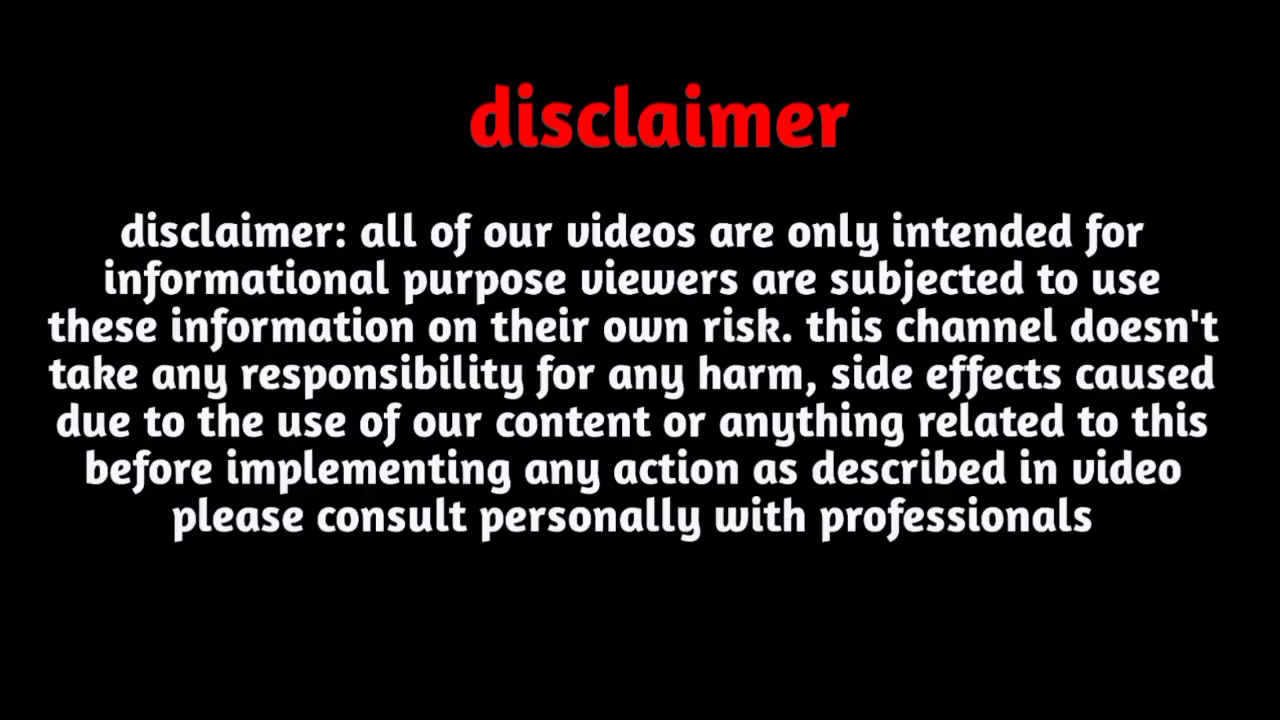 disclaimer
disclaimer: all of our videos are only intended for
informational purpose viewers are subjected to use
these information on their own risk. this channel doesn't
take any responsibility for any harm, side effects caused
due to the use of our content or anything related to this
before implementing any action as described in video
please consult personally with professionals